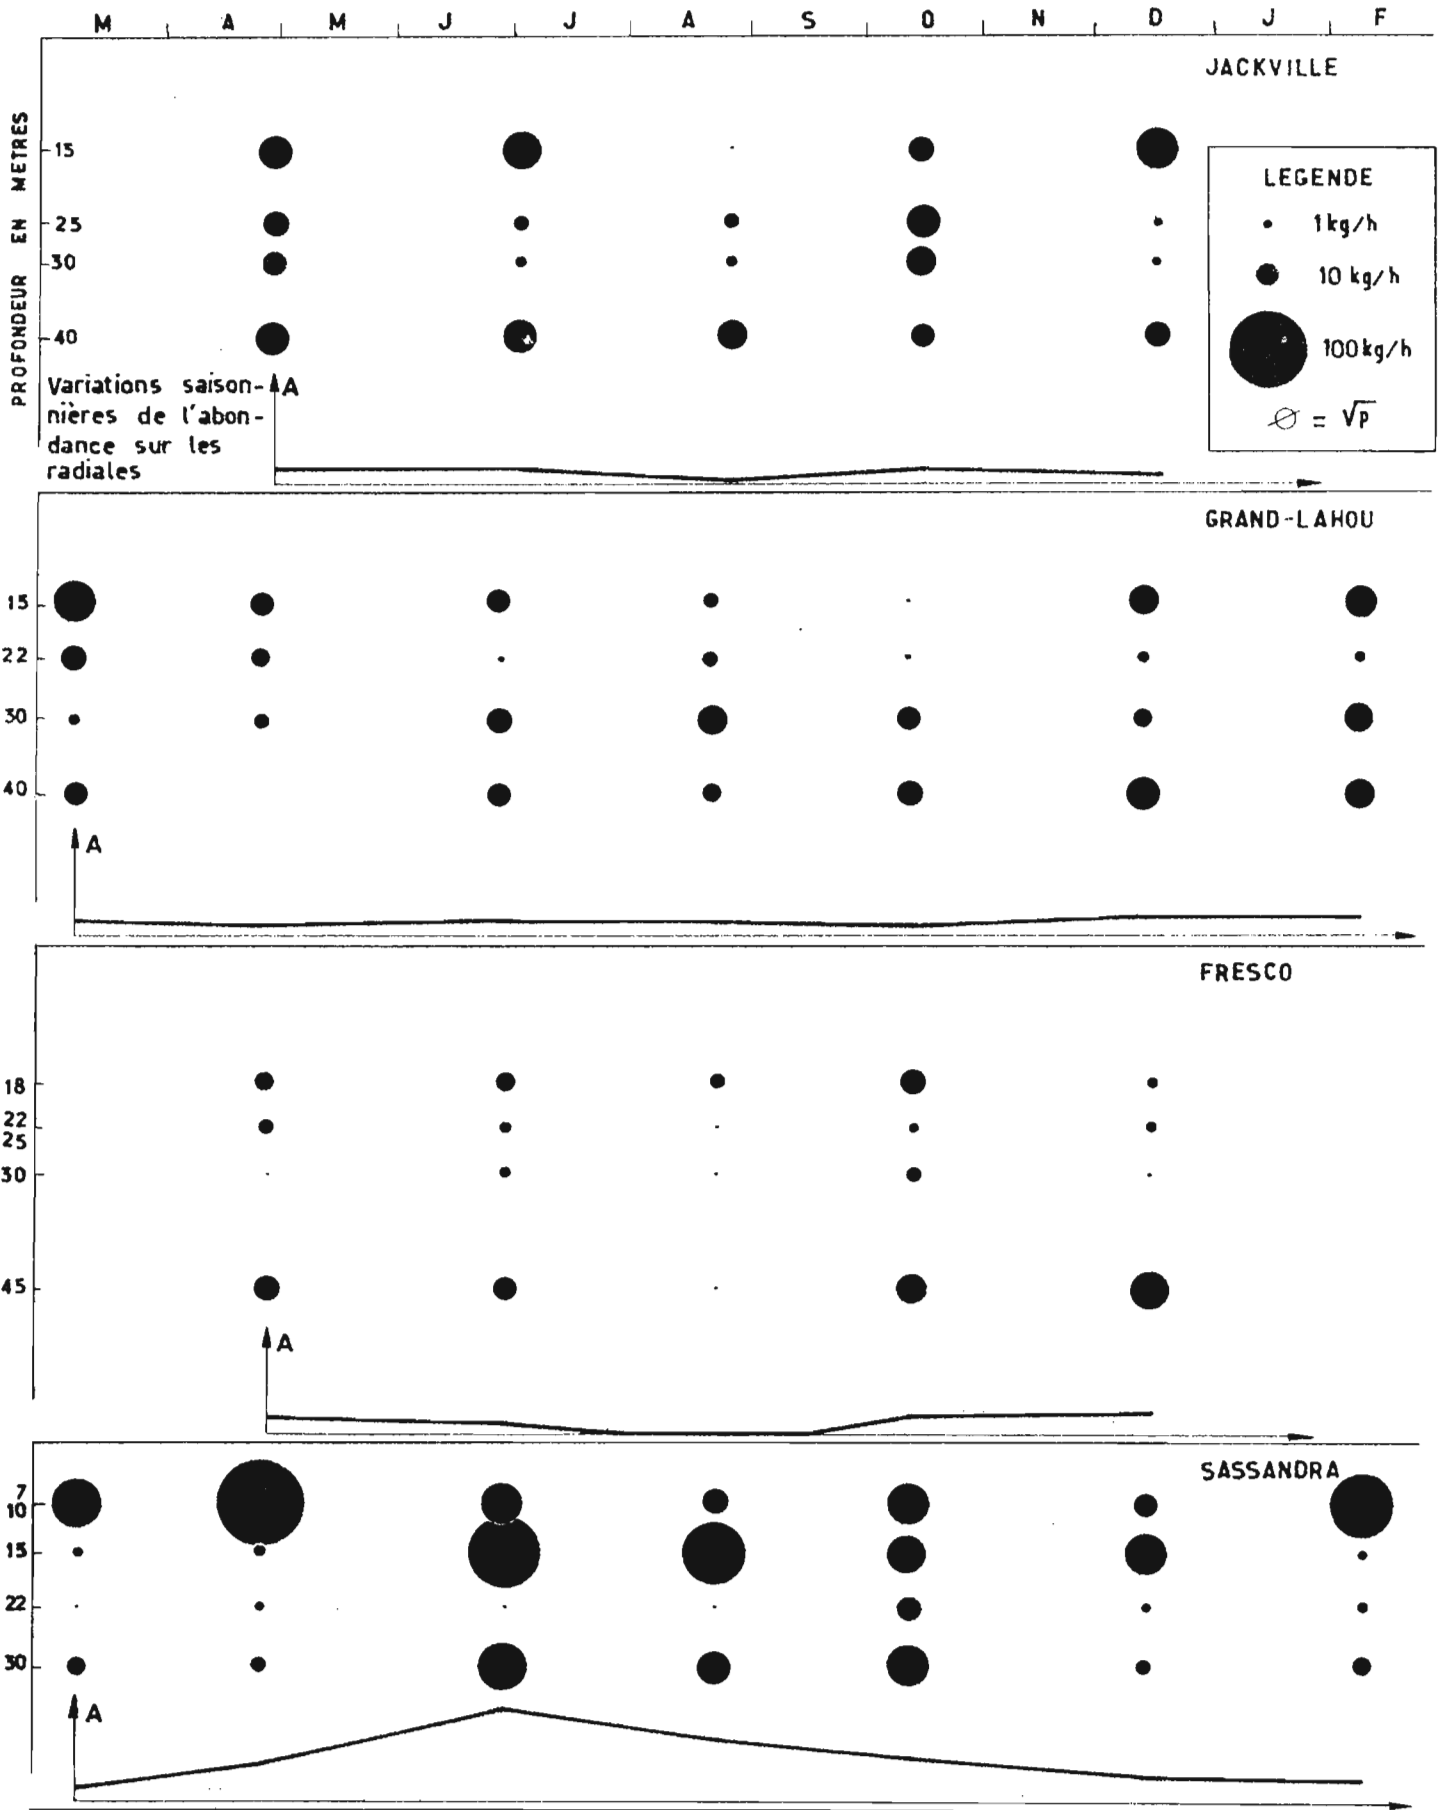 M A M J J A S O N D J F
JACKVILLE
PROFONDEUR EN METRES
15
25
30
40
LEGENDE
1 kg/h
10 kg/h
100 kg/h
∅ = √p
Variations saison-
nières de l'abon-
dance sur les
radiales
A
GRAND-LAHOU
15
22
30
40
A
FRESCO
18
22
25
30
45
A
SASSANDRA
7
10
15
22
30
A